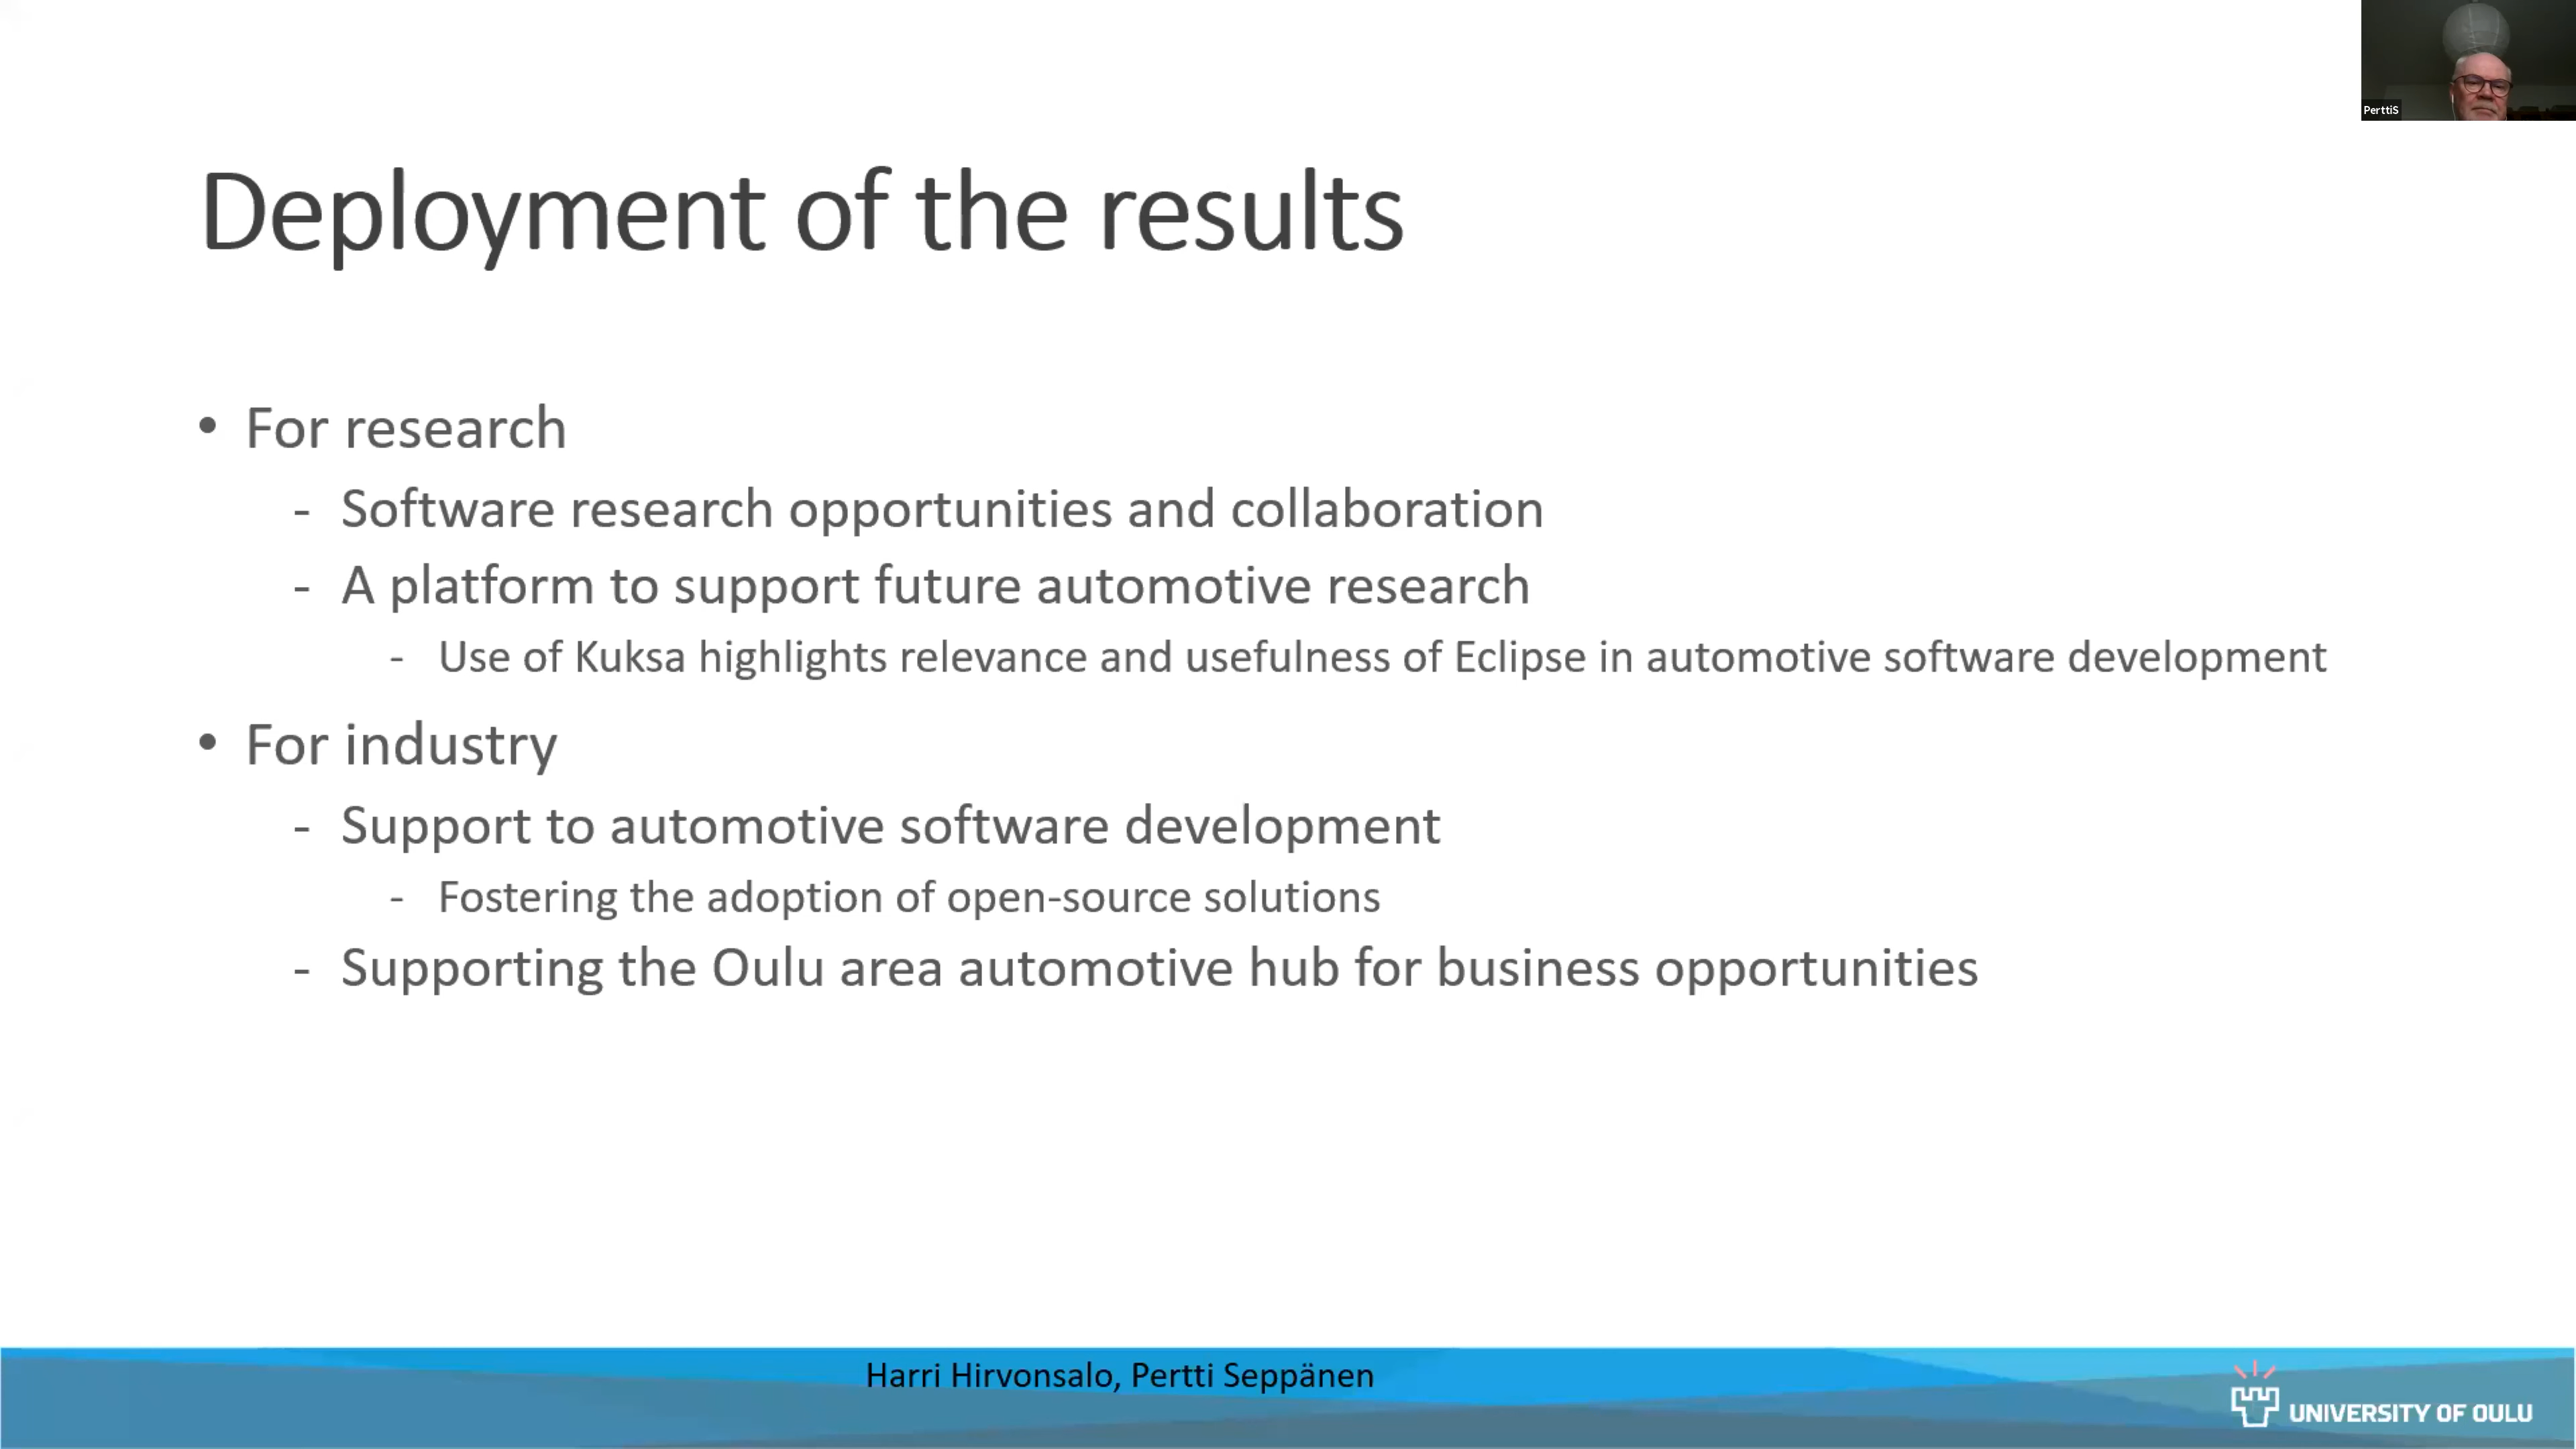 PerttiS
Deployment of the results
• For research
- Software research opportunities and collaboration
- A platform to support future automotive research
- Use of Kuksa highlights relevance and usefulness of Eclipse in automotive software development
• For industry
- Support to automotive software development
- Fostering the adoption of open-source solutions
- Supporting the Oulu area automotive hub for business opportunities
Harri Hirvonsalo, Pertti Seppänen
UNIVERSITY OF OULU